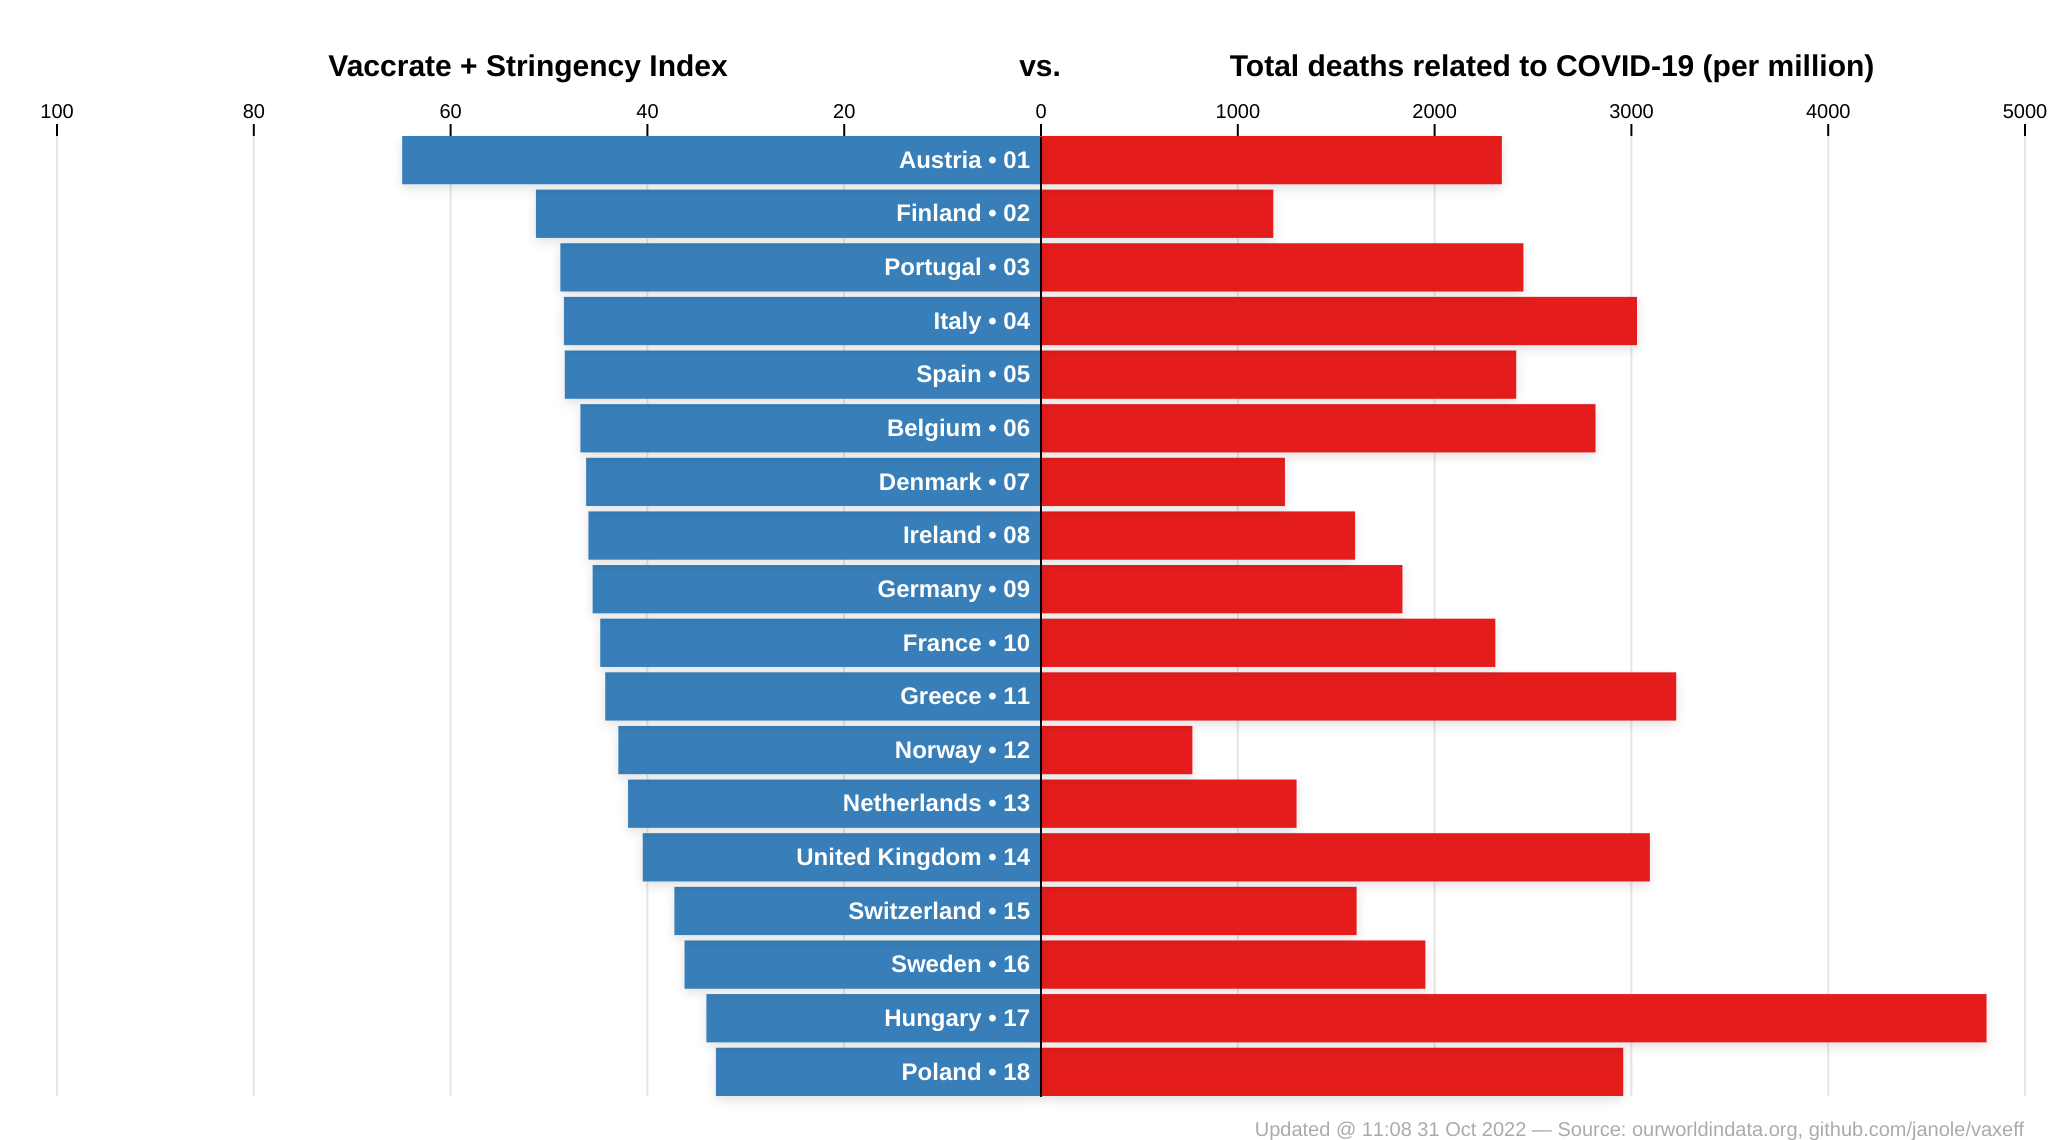 Vaccrate + Stringency Index vs. Total deaths related to COVID-19 (per million)
100 80 60 40 20 0 1000 2000 3000 4000 5000
Austria • 01
Finland • 02
Portugal • 03
Italy • 04
Spain • 05
Belgium • 06
Denmark • 07
Ireland • 08
Germany • 09
France • 10
Greece • 11
Norway • 12
Netherlands • 13
United Kingdom • 14
Switzerland • 15
Sweden • 16
Hungary • 17
Poland • 18
Updated @ 11:08 31 Oct 2022 — Source: ourworldindata.org, github.com/janole/vaxeff